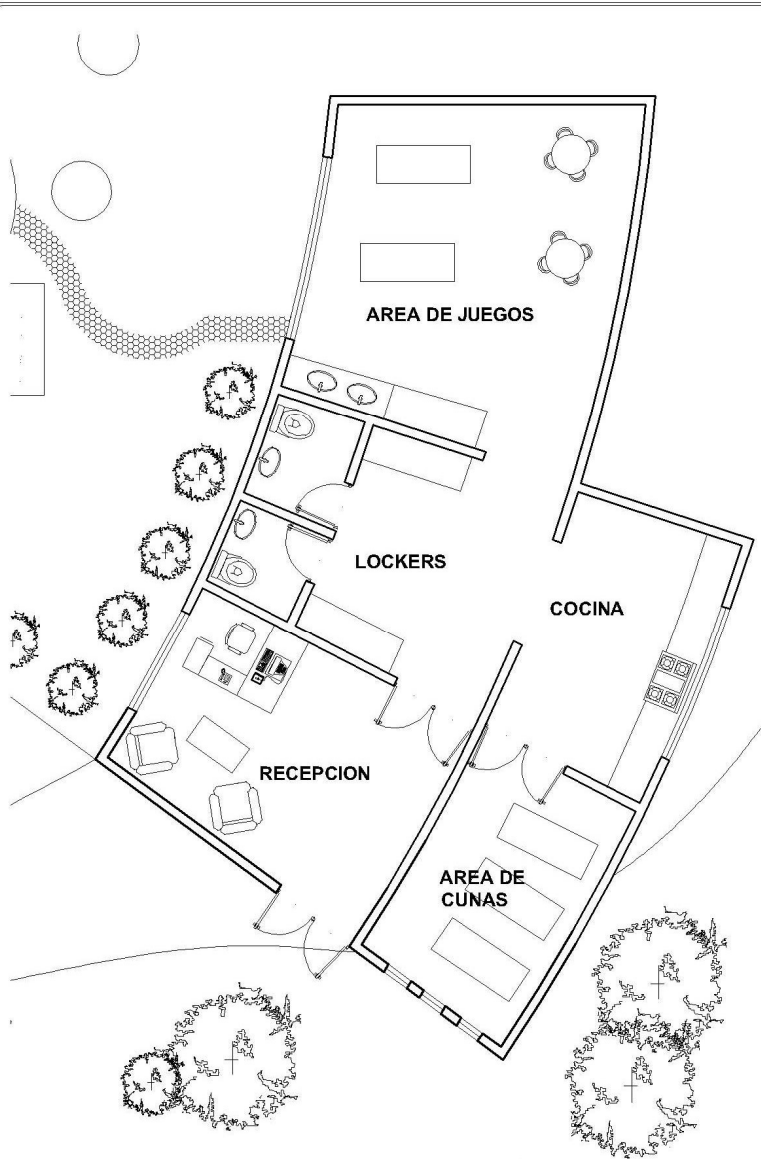 AREA DE JUEGOS
LOCKERS
COCINA
RECEPCION
AREA DE
CUNAS